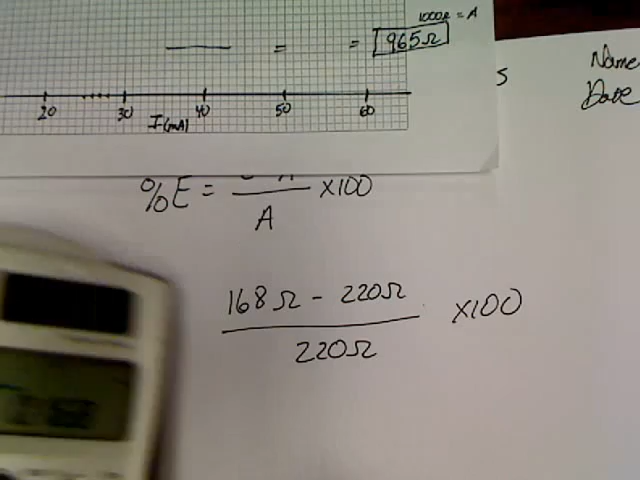 1000Ω = A
= = 965Ω
20 30 40 50 60
I(mA)
s
Name
Date
%E = x100
A
168Ω - 220Ω x100
220Ω